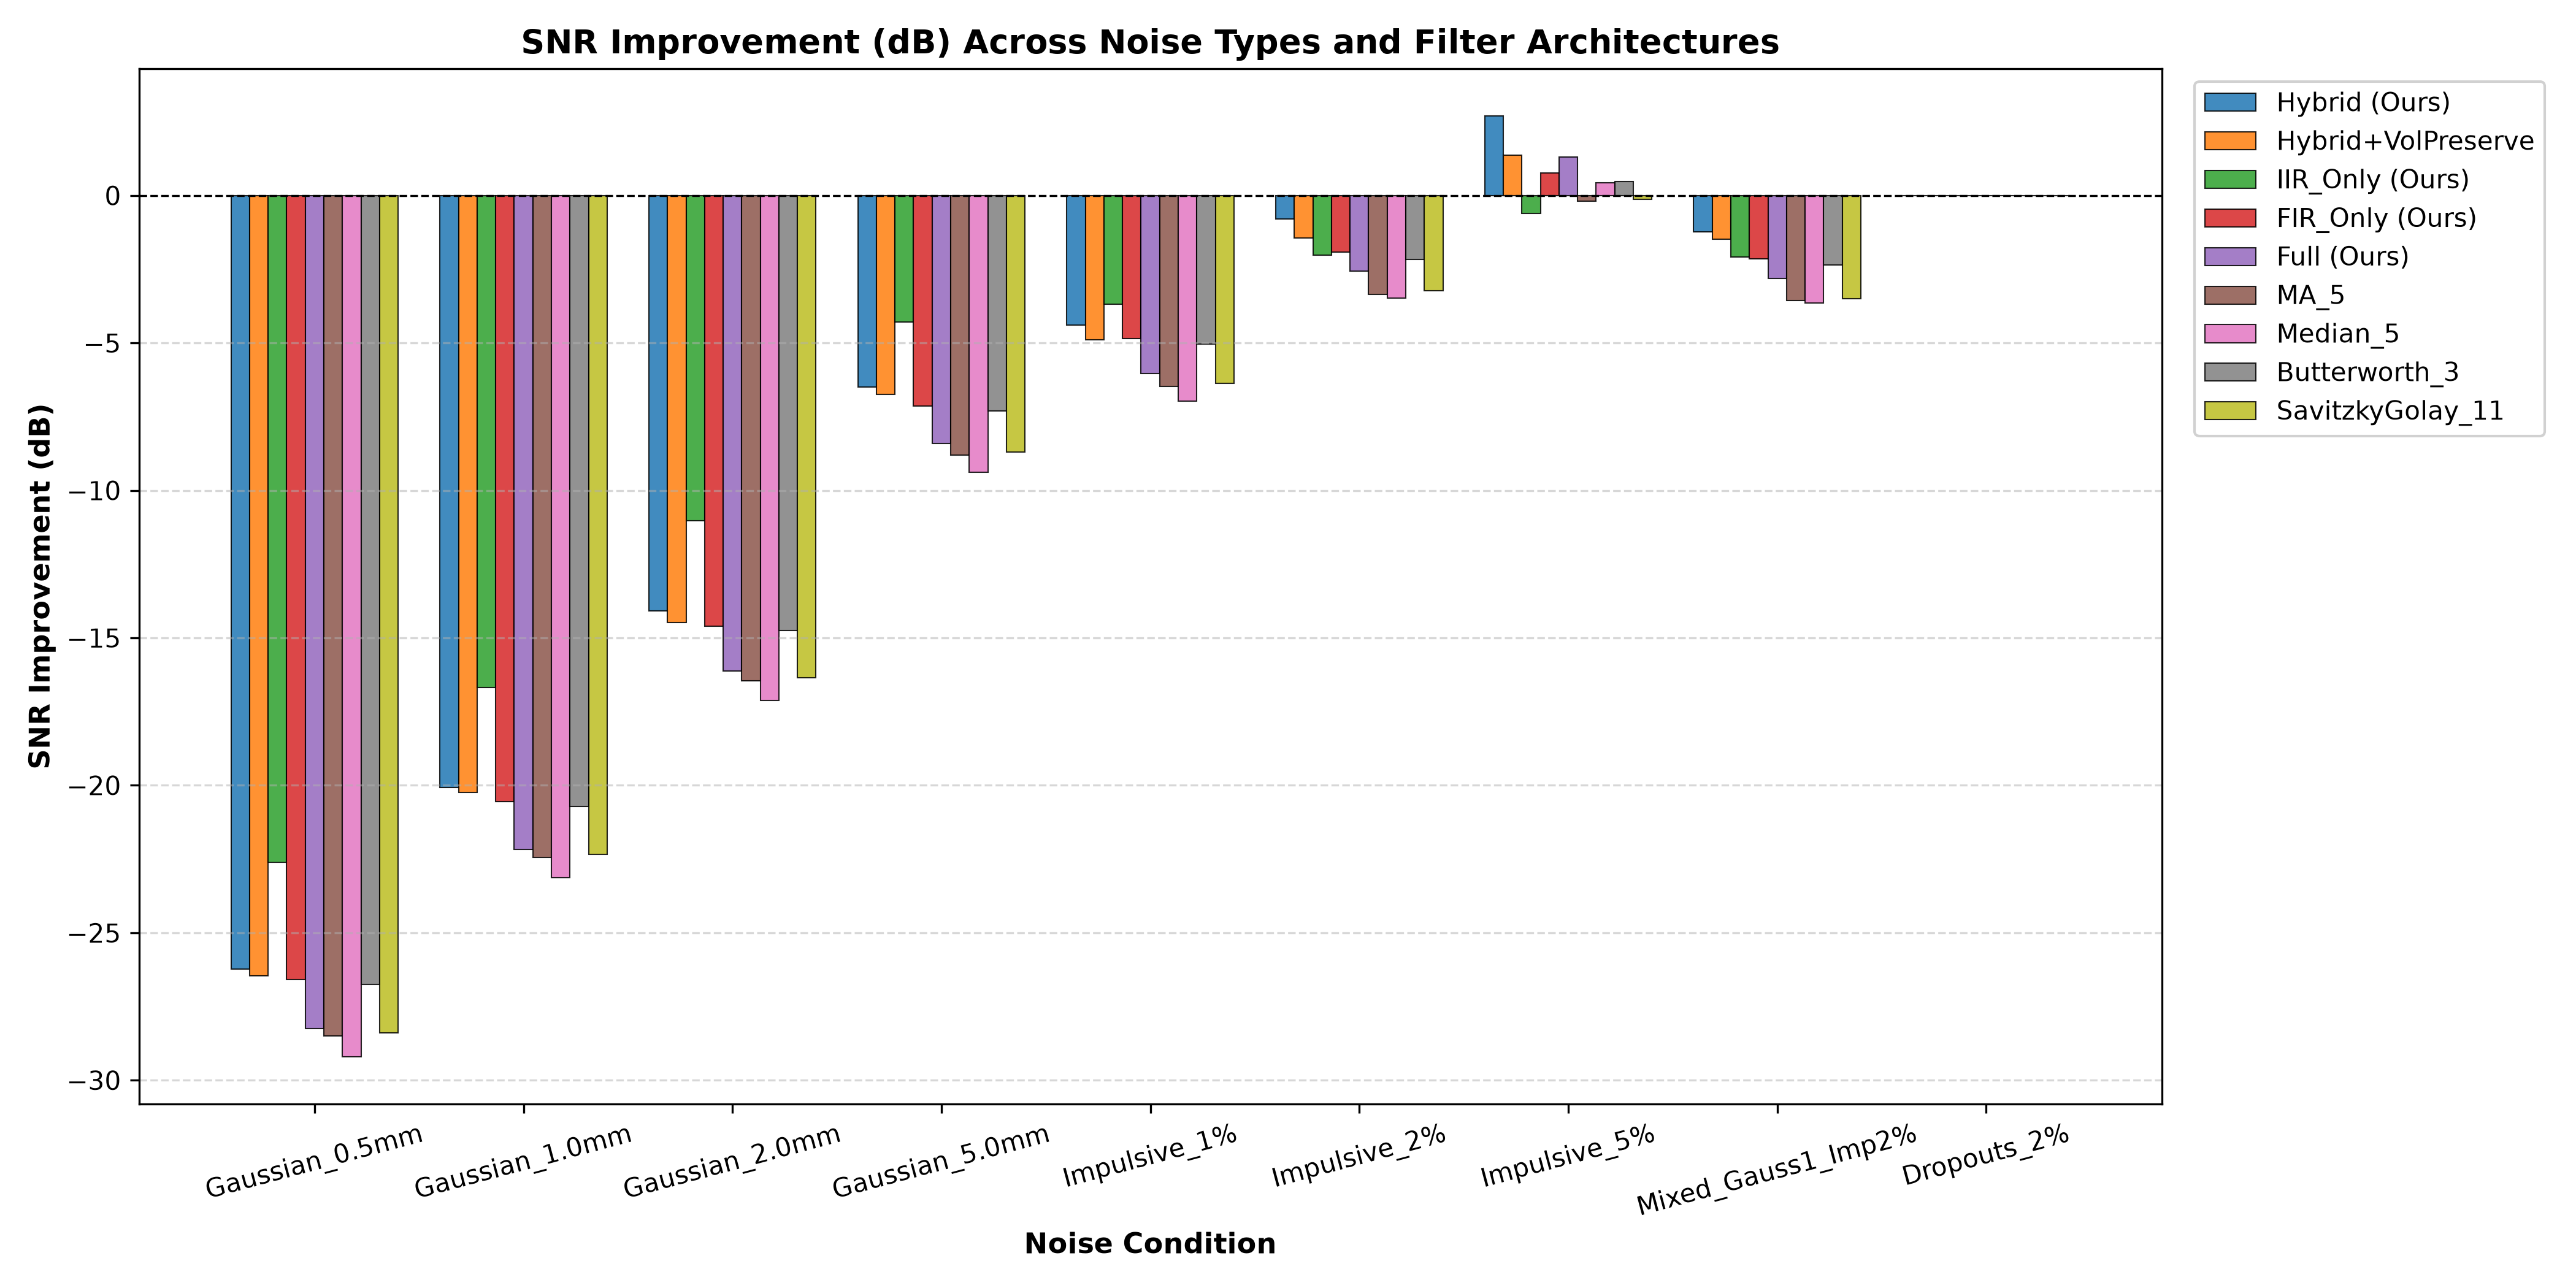 SNR Improvement (dB) Across Noise Types and Filter Architectures
SNR Improvement (dB)
0
−5
−10
−15
−20
−25
−30
Gaussian_0.5mm
Gaussian_1.0mm
Gaussian_2.0mm
Gaussian_5.0mm
Impulsive_1%
Impulsive_2%
Impulsive_5%
Mixed_Gauss1_Imp2%
Dropouts_2%
Noise Condition
Hybrid (Ours)
Hybrid+VolPreserve
IIR_Only (Ours)
FIR_Only (Ours)
Full (Ours)
MA_5
Median_5
Butterworth_3
SavitzkyGolay_11